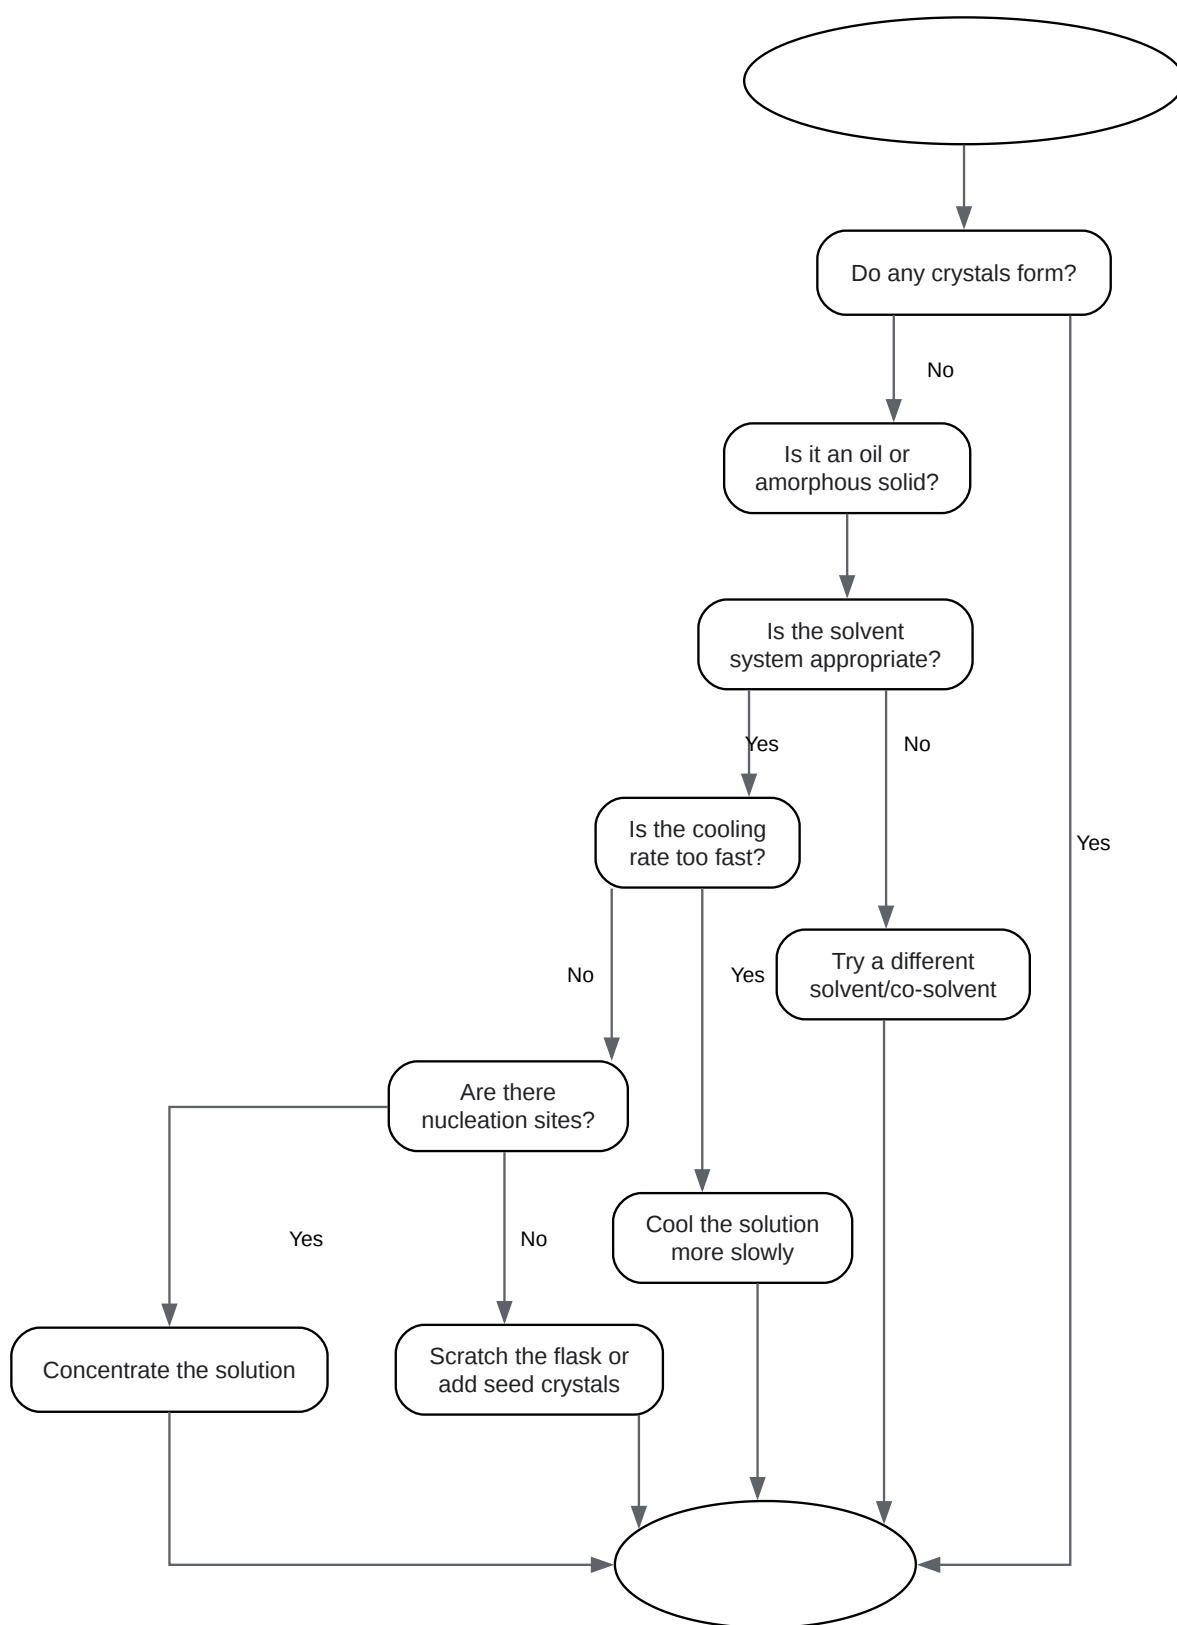 Do any crystals form?
No
Is it an oil or
amorphous solid?
Is the solvent
system appropriate?
Yes
No
Is the cooling
rate too fast?
Yes
No
Yes
Try a different
solvent/co-solvent
Are there
nucleation sites?
Yes
No
Cool the solution
more slowly
Concentrate the solution
Scratch the flask or
add seed crystals